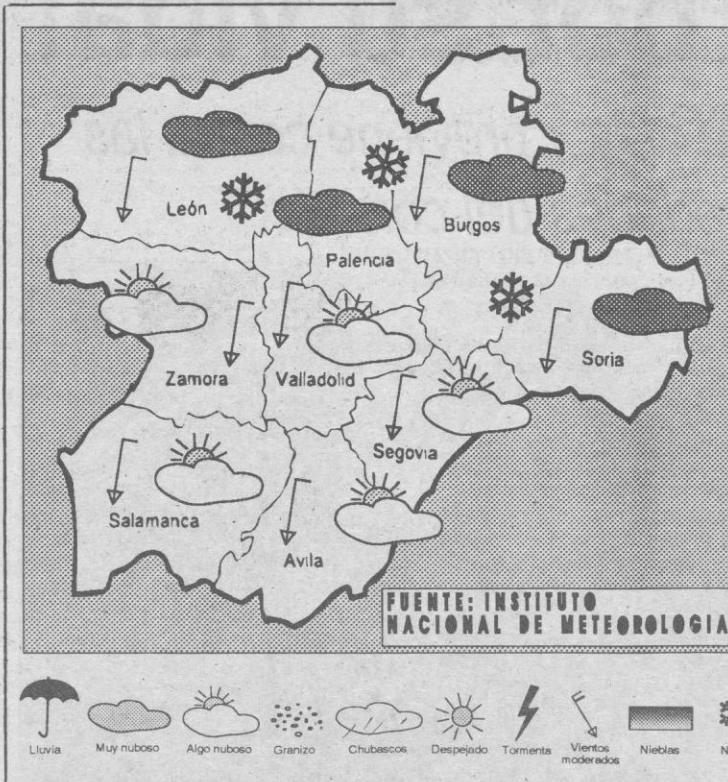 León
Burgos
Palencia
Zamora
Valladolid
Soria
Segovia
Salamanca
Avila
FUENTE: INSTITUTO
NACIONAL DE METEOROLOGIA
Lluvia
Muy nuboso
Algo nuboso
Granizo
Chubascos
Despejado
Tormenta
Vientos
moderados
Nieblas